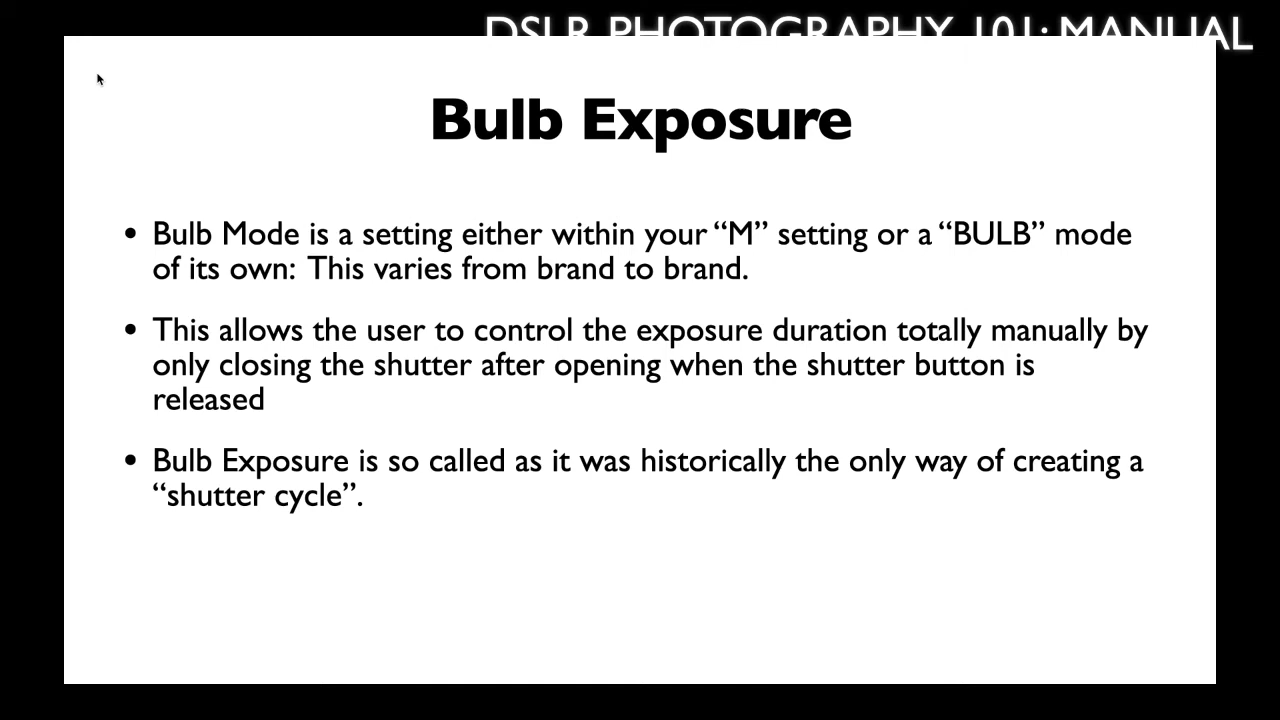 DSLR PHOTOGRAPHY 101: MANUAL
Bulb Exposure
• Bulb Mode is a setting either within your “M” setting or a “BULB” mode
of its own: This varies from brand to brand.
• This allows the user to control the exposure duration totally manually by
only closing the shutter after opening when the shutter button is
released
• Bulb Exposure is so called as it was historically the only way of creating a
“shutter cycle”.